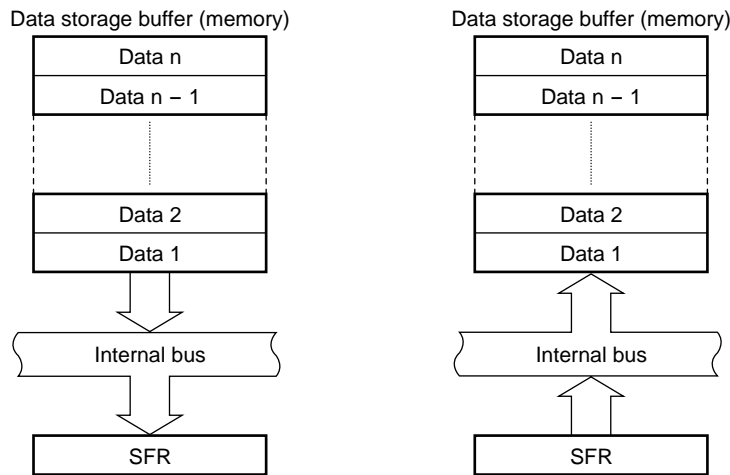 Data storage buffer (memory)
Data n
Data n − 1
Data 2
Data 1
Internal bus
SFR
Data storage buffer (memory)
Data n
Data n − 1
Data 2
Data 1
Internal bus
SFR